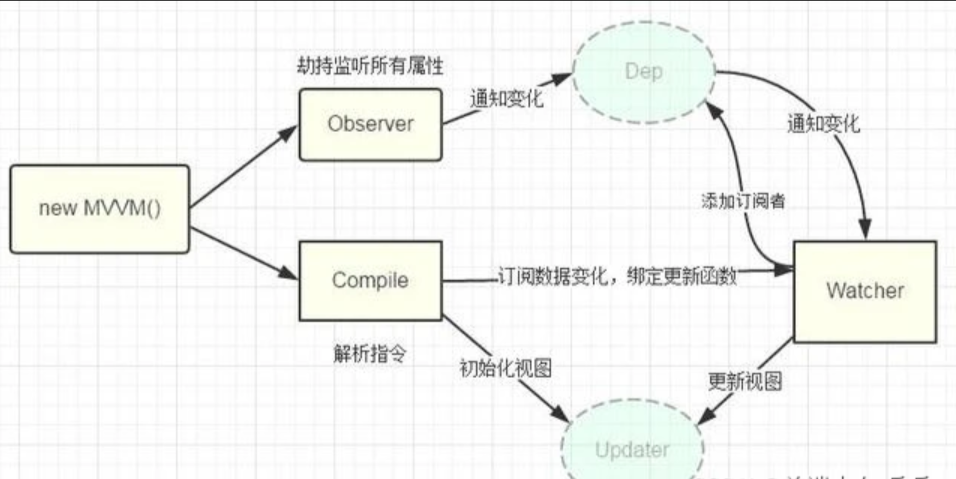 劫持监听所有属性
Dep
通知变化
Observer
通知变化
new MVVM()
添加订阅者
Compile
订阅数据变化，绑定更新函数
Watcher
解析指令
初始化视图
更新视图
Updater